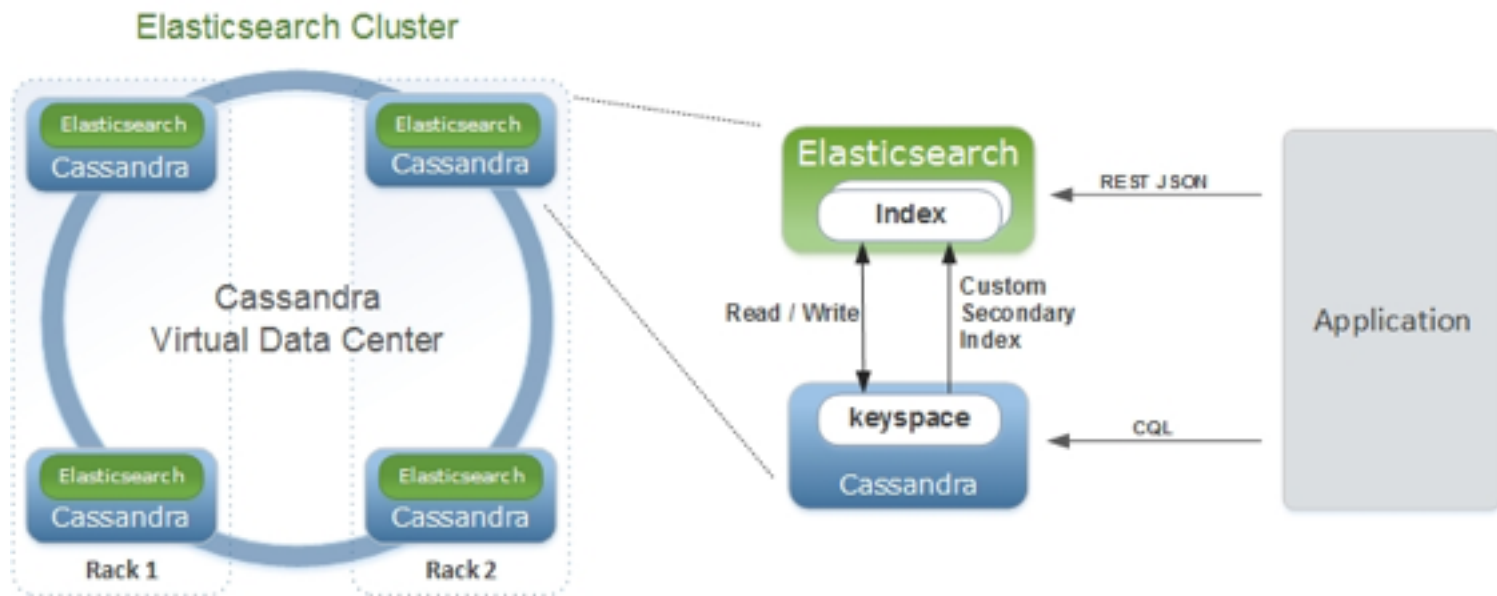 Elasticsearch Cluster
Elasticsearch
Cassandra
Elasticsearch
Cassandra
Cassandra
Virtual Data Center
Elasticsearch
Cassandra
Elasticsearch
Cassandra
Rack 1
Rack 2
Elasticsearch
Index
Read / Write
Custom
Secondary
Index
keyspace
Cassandra
REST JSON
CQL
Application